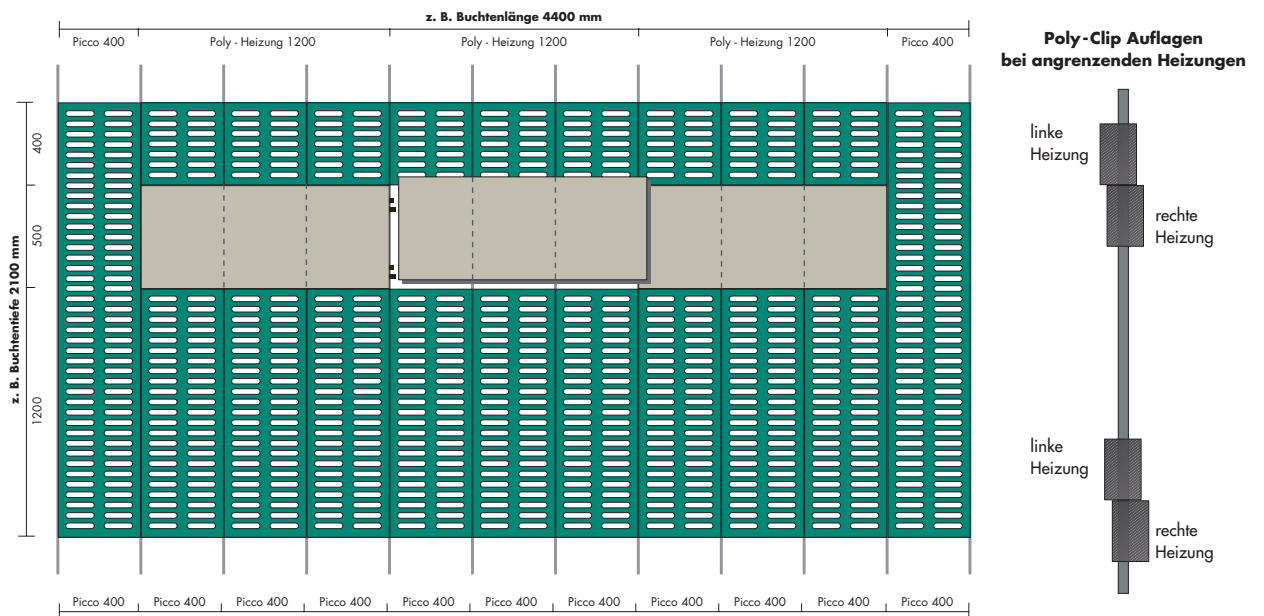 z. B. Buchtenlänge 4400 mm
Picco 400 Poly - Heizung 1200 Poly - Heizung 1200 Poly - Heizung 1200 Picco 400
z. B. Buchtentiefe 2100 mm
400
500
1200
Picco 400 Picco 400 Picco 400 Picco 400 Picco 400 Picco 400 Picco 400 Picco 400 Picco 400 Picco 400 Picco 400
Poly-Clip Auflagen
bei angrenzenden Heizungen
linke
Heizung
rechte
Heizung
linke
Heizung
rechte
Heizung